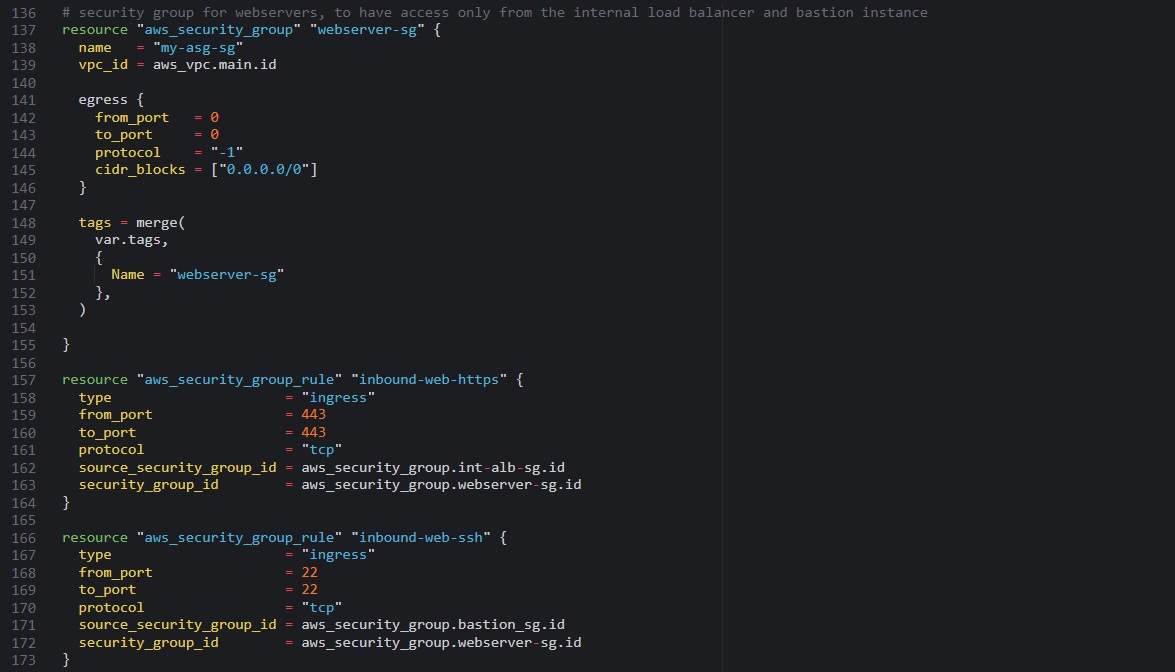 136 # security group for webservers, to have access only from the internal load balancer and bastion instance
137 resource "aws_security_group" "webserver-sg" {
138   name   = "my-asg-sg"
139   vpc_id = aws_vpc.main.id
140
141   egress {
142     from_port   = 0
143     to_port     = 0
144     protocol    = "-1"
145     cidr_blocks = ["0.0.0.0/0"]
146   }
147
148   tags = merge(
149     var.tags,
150     {
151       Name = "webserver-sg"
152     },
153   )
154
155 }
156
157 resource "aws_security_group_rule" "inbound-web-https" {
158   type                     = "ingress"
159   from_port                = 443
160   to_port                  = 443
161   protocol                 = "tcp"
162   source_security_group_id = aws_security_group.int-alb-sg.id
163   security_group_id        = aws_security_group.webserver-sg.id
164 }
165
166 resource "aws_security_group_rule" "inbound-web-ssh" {
167   type                     = "ingress"
168   from_port                = 22
169   to_port                  = 22
170   protocol                 = "tcp"
171   source_security_group_id = aws_security_group.bastion_sg.id
172   security_group_id        = aws_security_group.webserver-sg.id
173 }